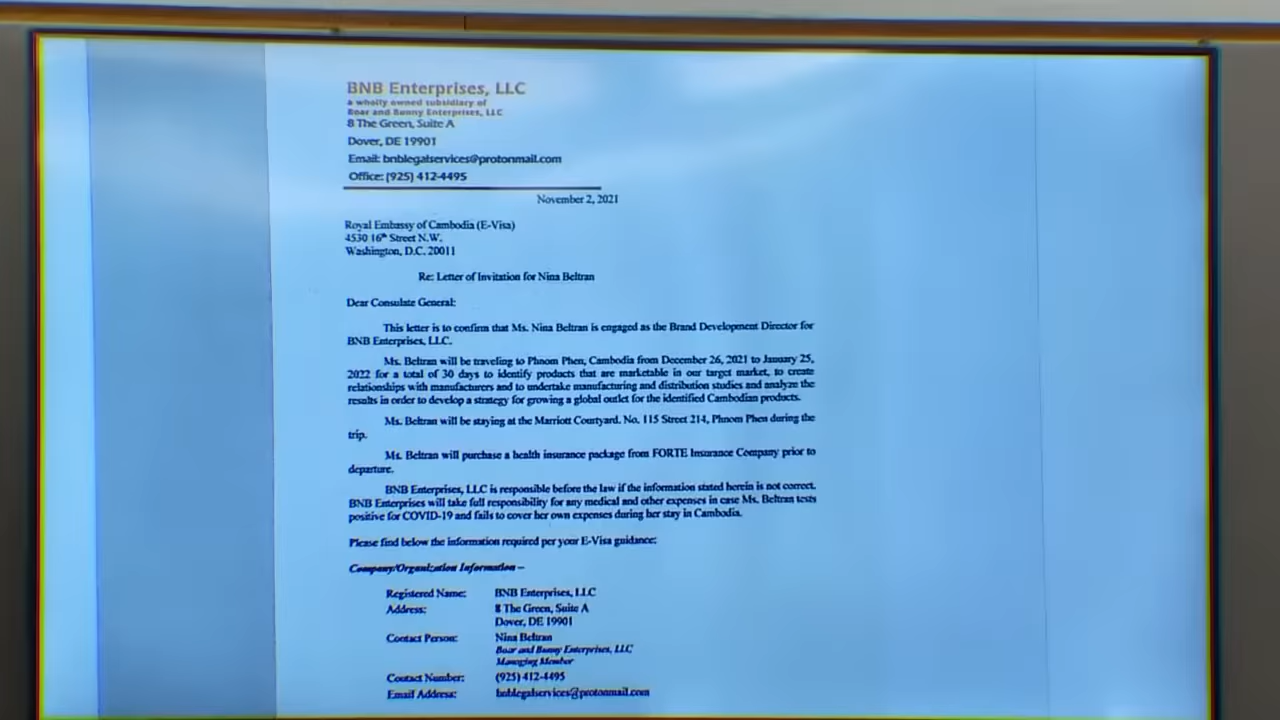 BNB Enterprises, LLC
a wholly owned subsidiary of
Boar and Bunny Enterprises, LLC
8 The Green, Suite A
Dover, DE 19901
Email: bnblegalservices@protonmail.com
Office: (925) 412-4495
November 2, 2021
Royal Embassy of Cambodia (E-Visa)
4530 16th Street N.W.
Washington, D.C. 20011
Re: Letter of Invitation for Nina Beltran
Dear Consulate General:
This letter is to confirm that Ms. Nina Beltran is engaged as the Brand Development Director for
BNB Enterprises, LLC.
Ms. Beltran will be traveling to Phnom Phen, Cambodia from December 26, 2021 to January 25,
2022 for a total of 30 days to identify products that are marketable in our target market, to create
relationships with manufacturers and to undertake manufacturing and distribution studies and analyze the
results in order to develop a strategy for growing a global outlet for the identified Cambodian products.
Ms. Beltran will be staying at the Marriott Courtyard. No. 115 Street 214, Phnom Phen during the
trip.
Ms. Beltran will purchase a health insurance package from FORTE Insurance Company prior to
departure.
BNB Enterprises, LLC is responsible before the law if the information stated herein is not correct.
BNB Enterprises will take full responsibility for any medical and other expenses in case Ms. Beltran tests
positive for COVID-19 and fails to cover her own expenses during her stay in Cambodia.
Please find below the information required per your E-Visa guidance:
Company/Organization Information –
Registered Name: BNB Enterprises, LLC
Address: 8 The Green, Suite A
Dover, DE 19901
Contact Person: Nina Beltran
Boar and Bunny Enterprises, LLC
Managing Member
Contact Number: (925) 412-4495
Email Address: bnblegalservices@protonmail.com